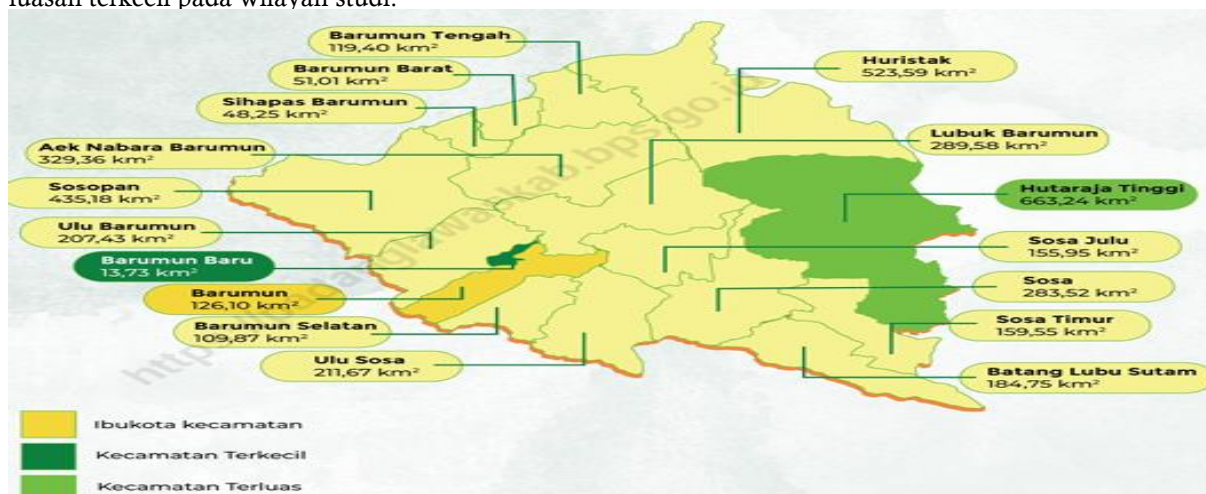 luasan terkecil pada wilayah studi.
Barumun Tengah
119,40 km²
Barumun Barat
51,01 km²
Sihapas Barumun
48,25 km²
Aek Nabara Barumun
329,36 km²
Sosopan
435,18 km²
Ulu Barumun
207,43 km²
Barumun Baru
13,73 km²
Barumun
126,10 km²
Barumun Selatan
109,87 km²
Ulu Sosa
211,67 km²
Huristak
523,59 km²
Lubuk Barumun
289,58 km²
Hutaraja Tinggi
663,24 km²
Sosa Julu
155,95 km²
Sosa
283,52 km²
Sosa Timur
159,55 km²
Batang Lubu Sutam
184,75 km²
Ibukota kecamatan
Kecamatan Terkecil
Kecamatan Terluas